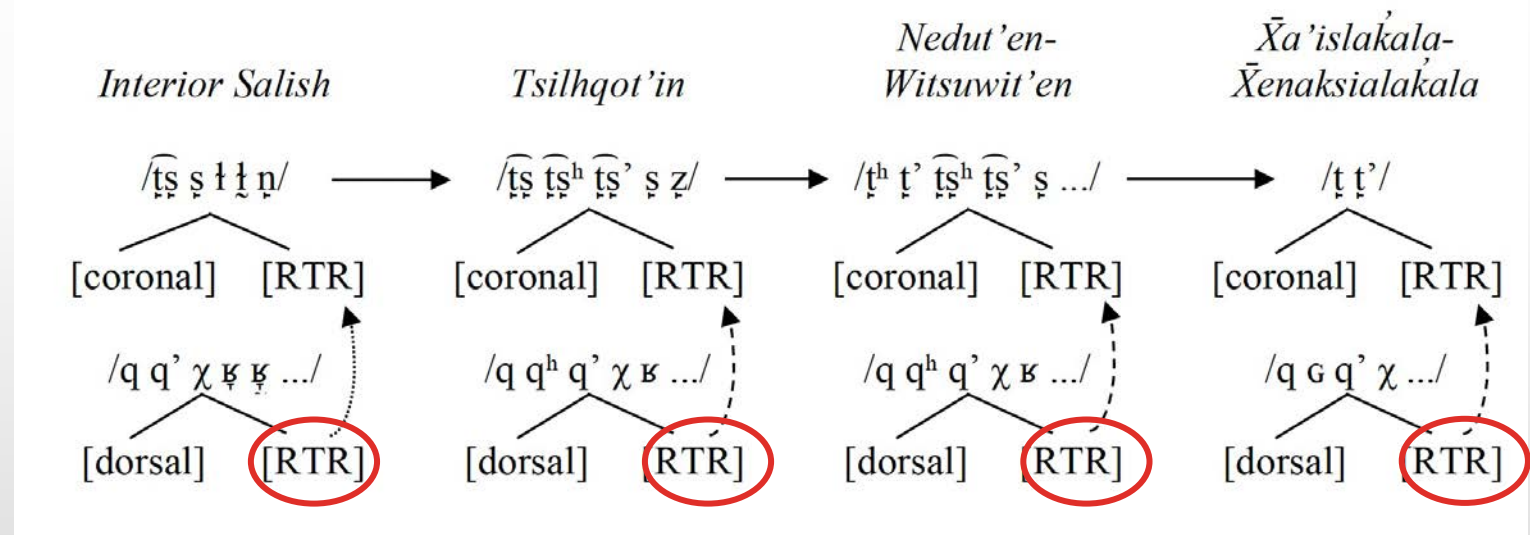 Interior Salish
Tsilhqot’in
Nedut’en-
Witsuwit’en
X̄a’islak̓ala-
X̄enaksialak̓ala
/t͡s̠̙ s̙ ɫ ɫ̰ n̙/
/t̙͡s̙ t̙͡s̙ʰ t̙͡s̙’ s̙ z̙/
/t̙ʰ t̙’ t̙͡s̙ʰ t̙͡s̙’ s̙ .../
/t̙ t̙’/
[coronal] [RTR]
[coronal] [RTR]
[coronal] [RTR]
[coronal] [RTR]
/q q’ χ ʁ̙ ʁ̰̙ .../
/q qʰ q’ χ ʁ .../
/q qʰ q’ χ ʁ .../
/q ɢ q’ χ .../
[dorsal] [RTR]
[dorsal] [RTR]
[dorsal] [RTR]
[dorsal] [RTR]